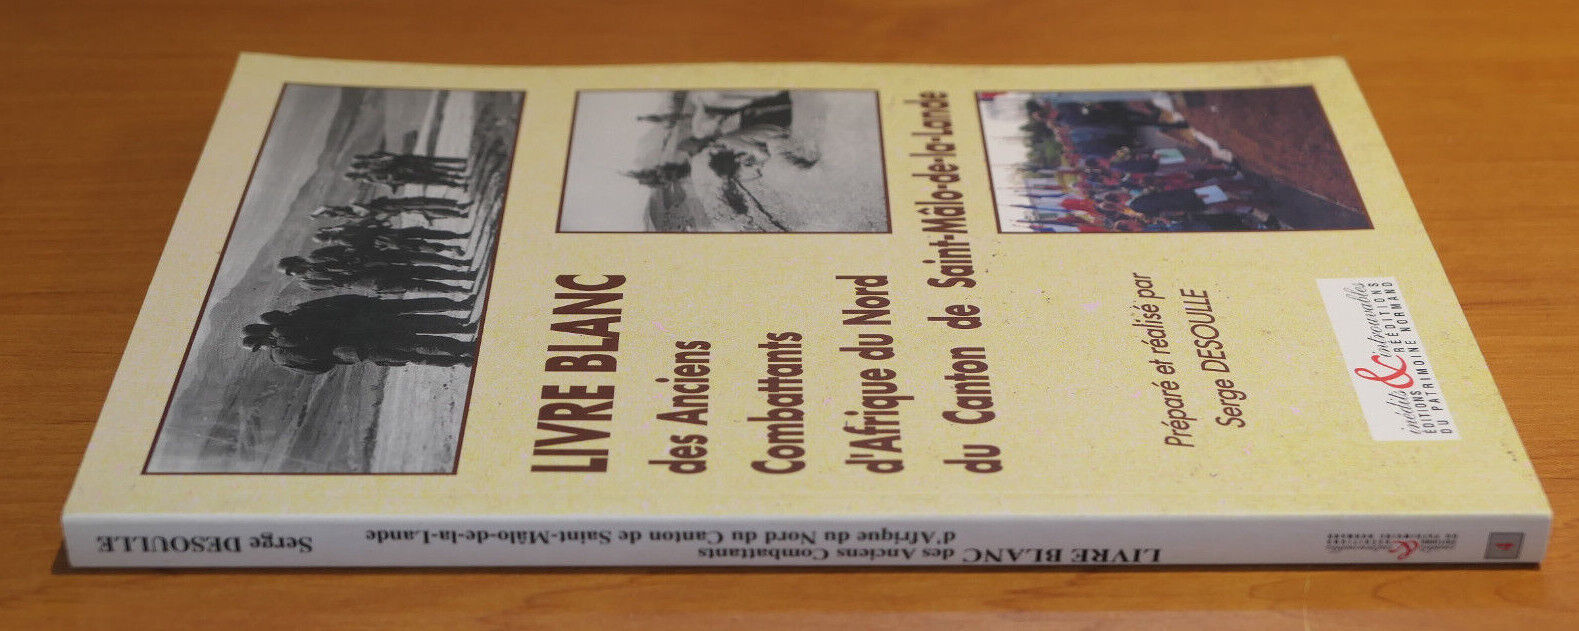 LIVRE BLANC
des Anciens
Combattants
d'Afrique du Nord
du Canton de Saint-Mâlo-de-la-Lande
Préparé et réalisé par
Serge DESOULLE
inédits & introuvables
ÉDITIONS RÉÉDITIONS
DU PATRIMOINE NORMAND
Serge DESOULLE
LIVRE BLANC des Anciens Combattants
d'Afrique du Nord du Canton de Saint-Mâlo-de-la-Lande